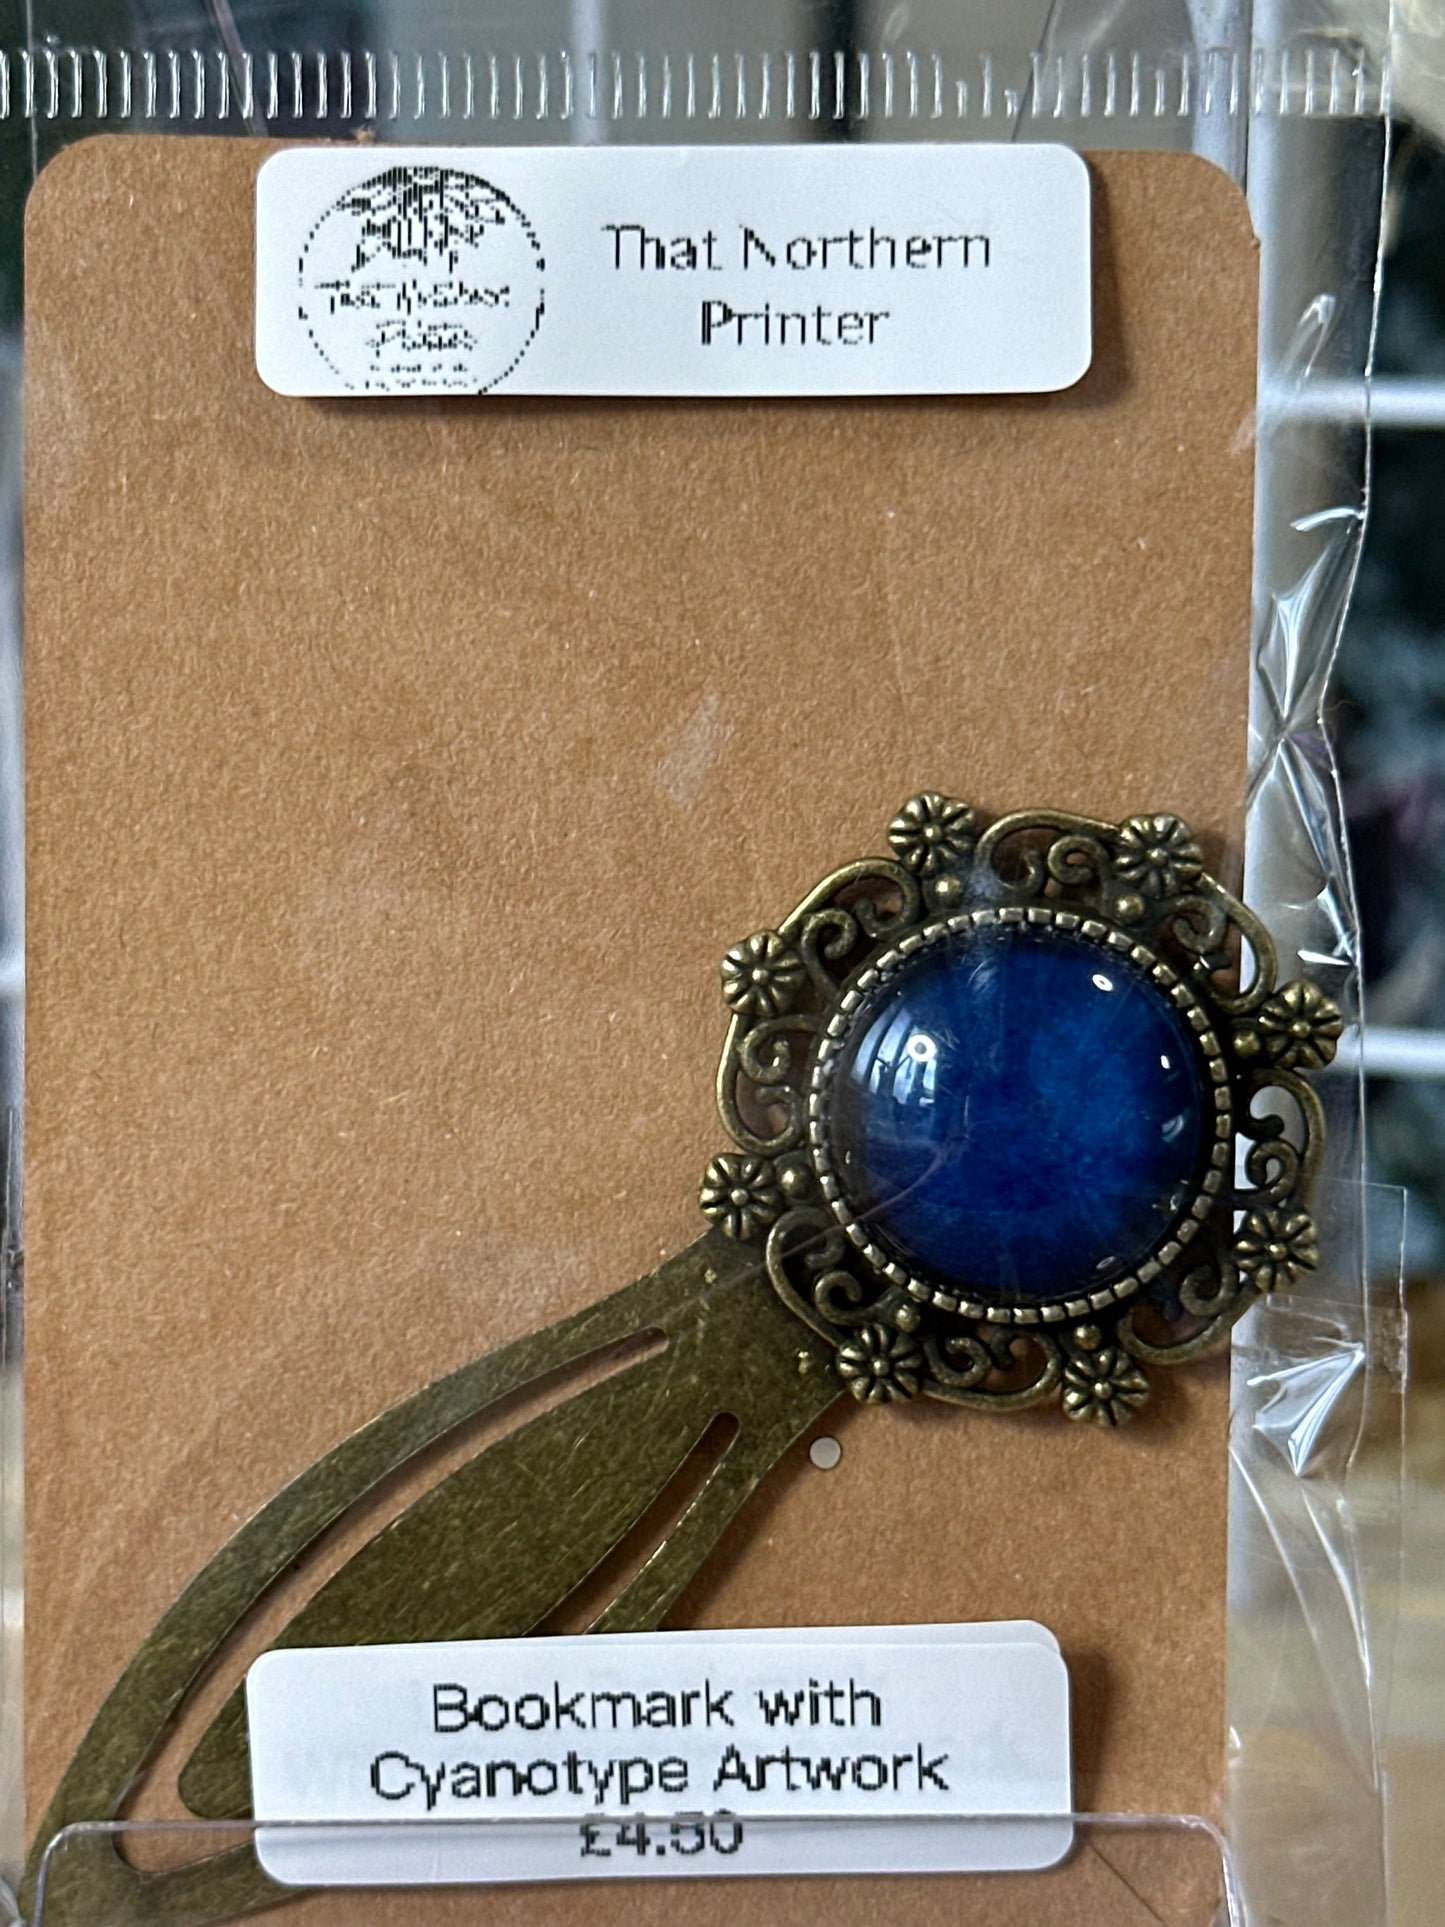 That Northern
Printer
Bookmark with
Cyanotype Artwork
£4.50